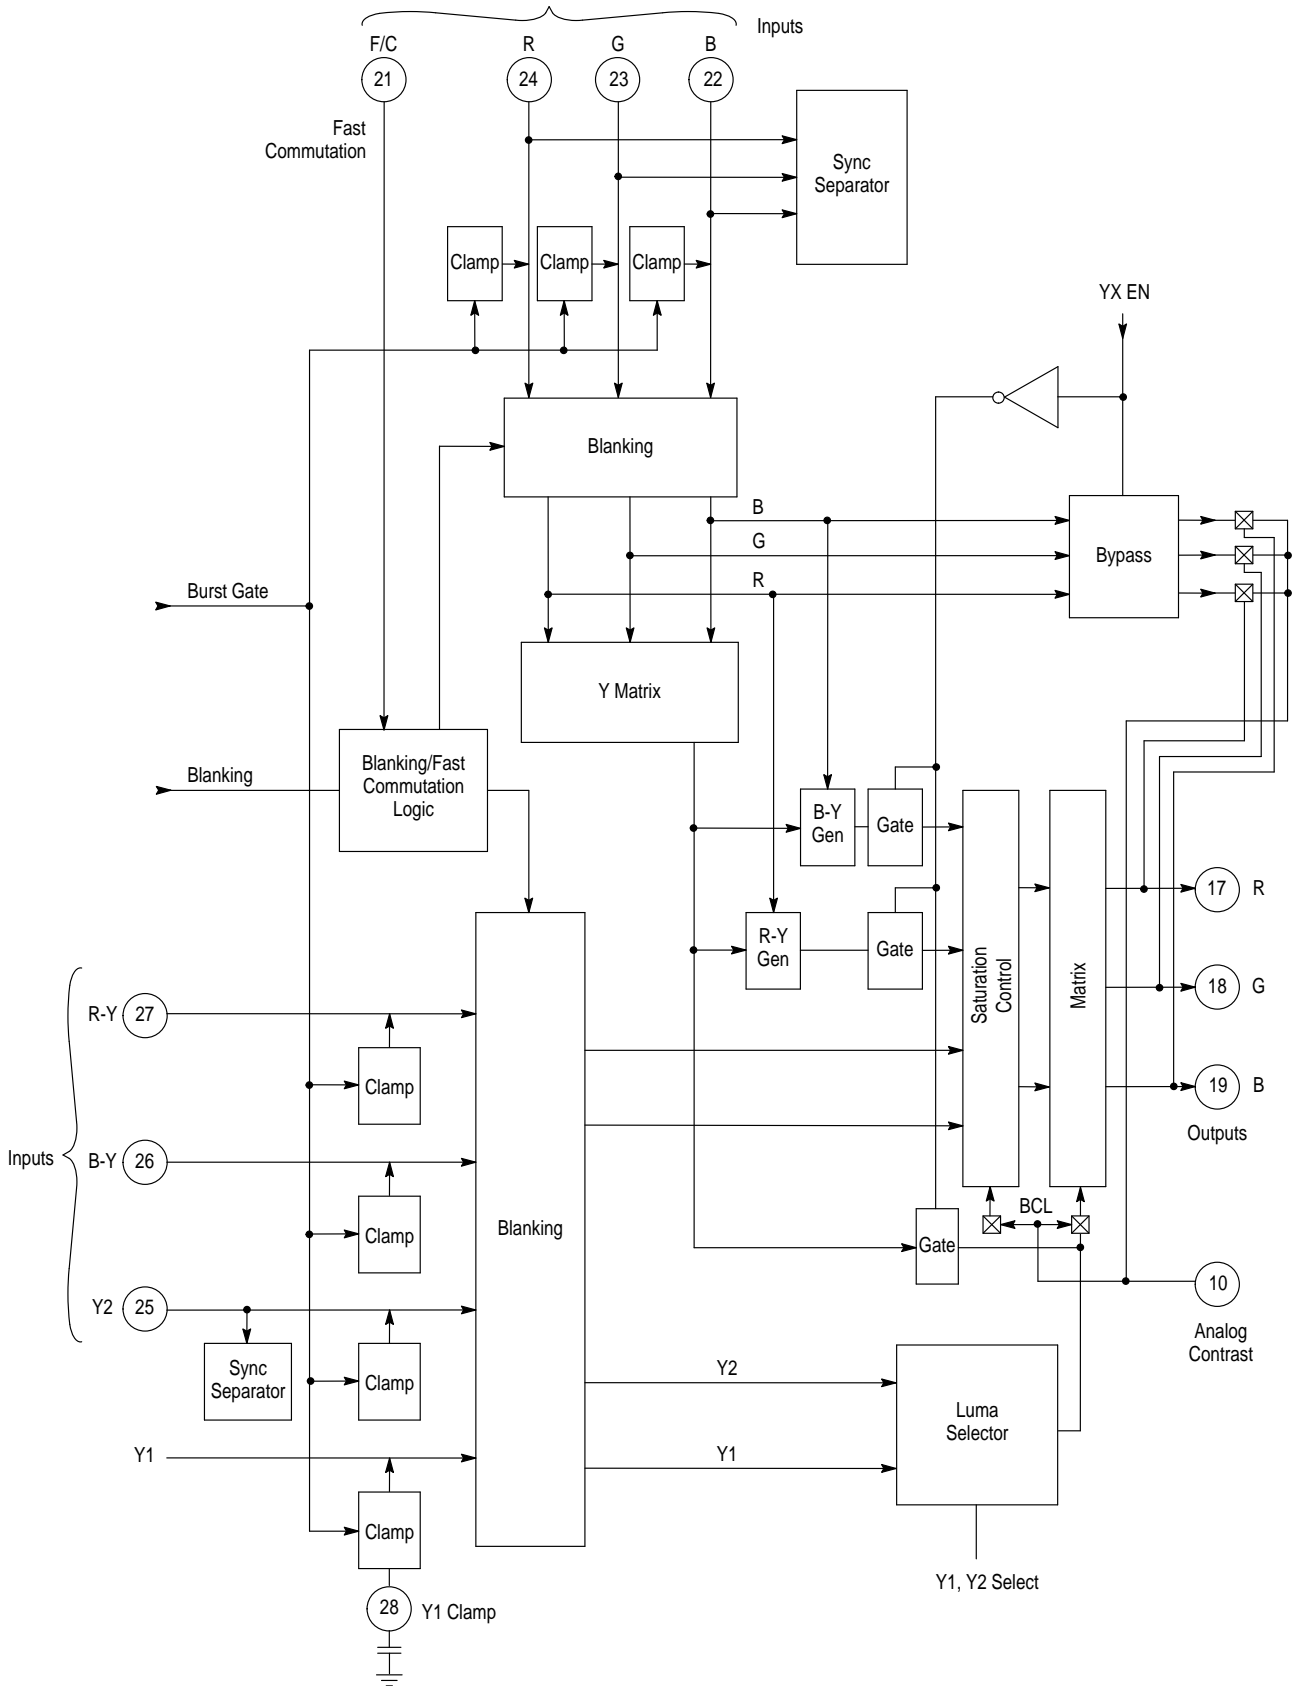 Inputs
F/C
R
G
B
21
24
23
22
Fast
Commutation
Sync
Separator
Clamp
Clamp
Clamp
YX EN
Blanking
B
G
R
Bypass
Burst Gate
Y Matrix
Blanking/Fast
Commutation
Logic
Blanking
B-Y
Gen
Gate
R-Y
Gen
Gate
Saturation
Control
Matrix
17
R
18
G
19
B
Outputs
R-Y
27
Clamp
Inputs
B-Y
26
Clamp
Blanking
BCL
Gate
10
Analog
Contrast
Y2
25
Sync
Separator
Clamp
Y2
Luma
Selector
Y1
Y1
Clamp
Y1, Y2 Select
28
Y1 Clamp